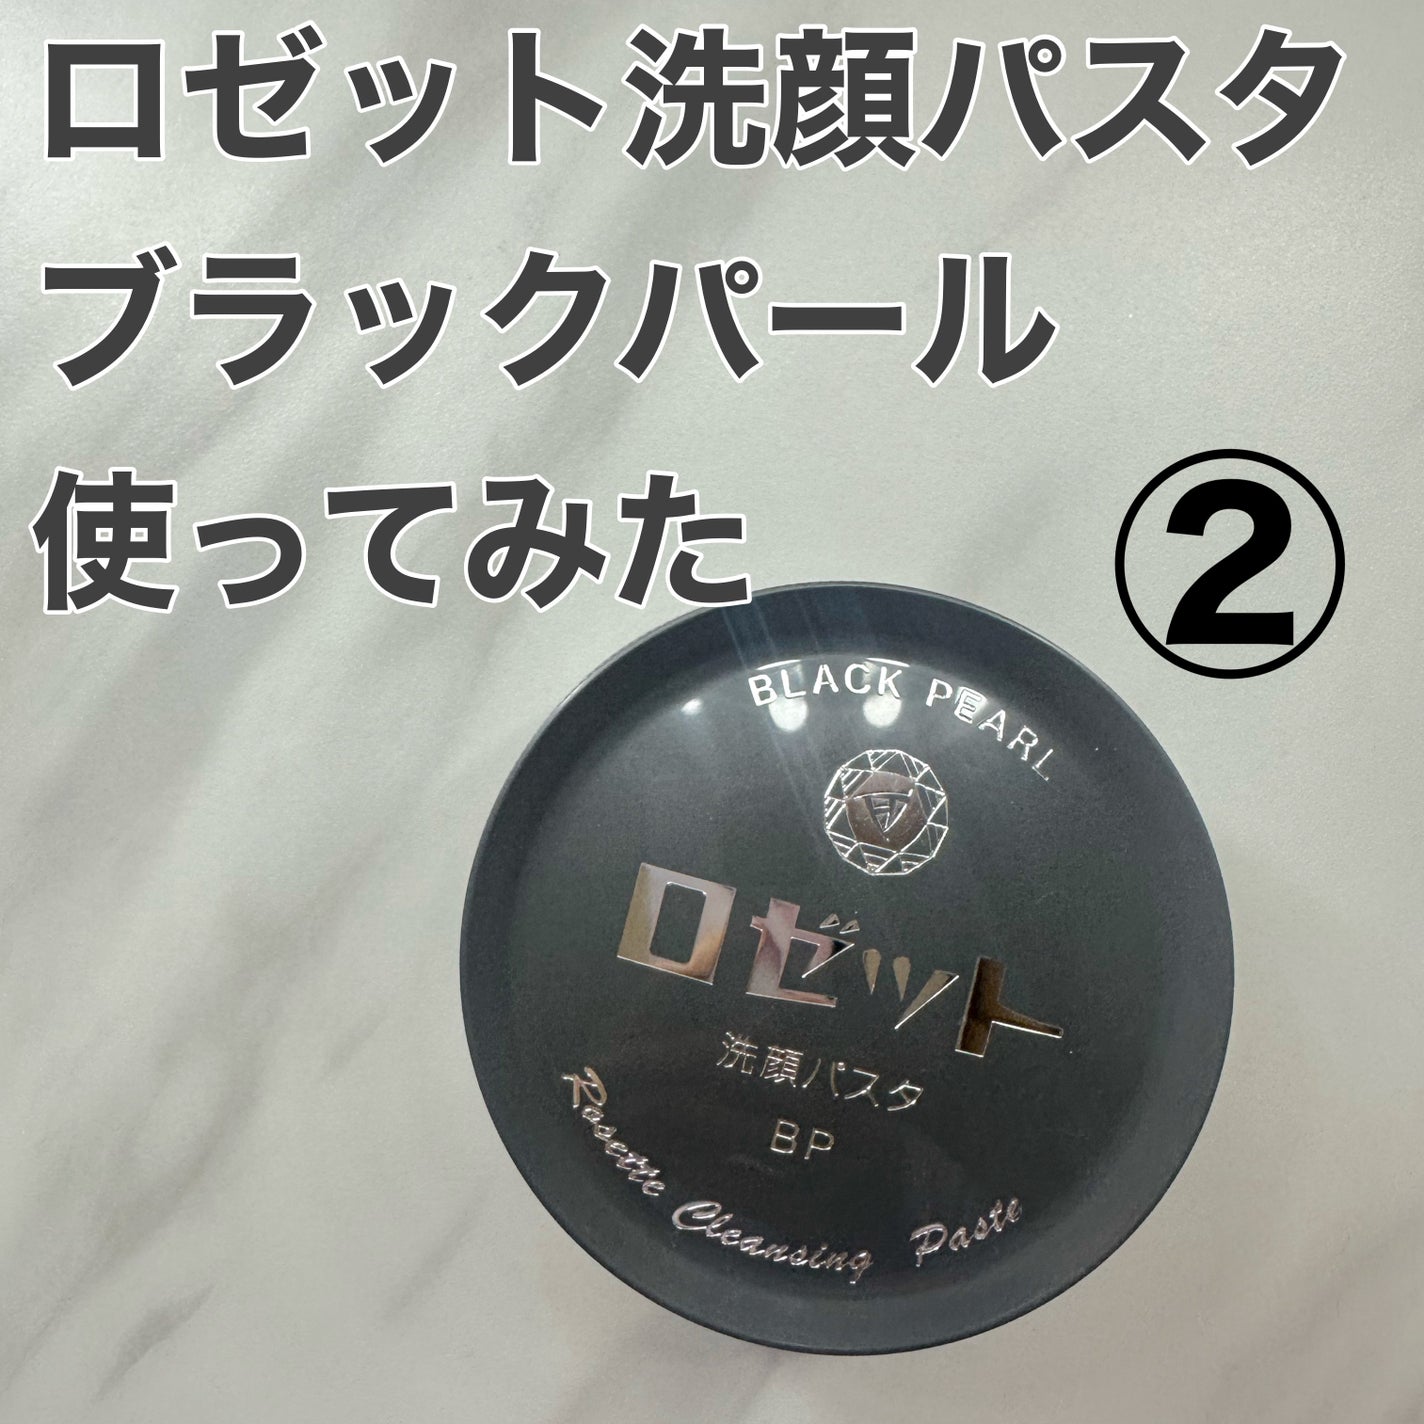 ロゼット洗顔パスタ
ブラックパール
使ってみた
②
BLACK PEARL
ロゼット
洗顔パスタ
BP
Rosette Cleansing Paste